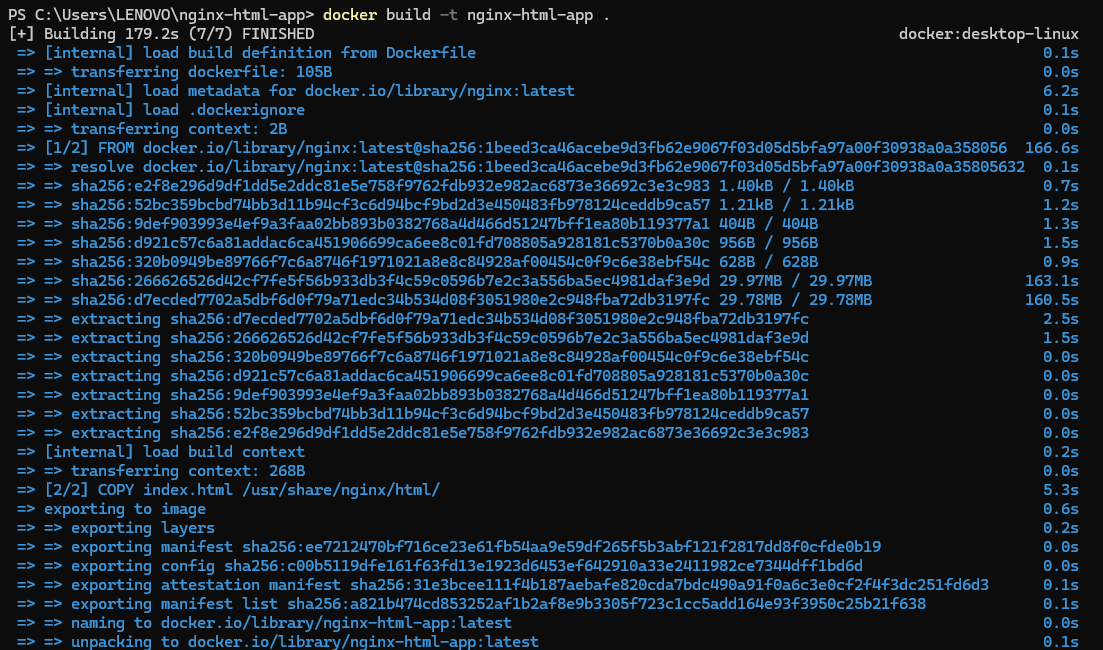 PS C:\Users\LENOVO\nginx-html-app> docker build -t nginx-html-app .
[+] Building 179.2s (7/7) FINISHED docker:desktop-linux
=> [internal] load build definition from Dockerfile 0.1s
=> => transferring dockerfile: 105B 0.0s
=> [internal] load metadata for docker.io/library/nginx:latest 6.2s
=> [internal] load .dockerignore 0.1s
=> => transferring context: 2B 0.0s
=> [1/2] FROM docker.io/library/nginx:latest@sha256:1beed3ca46acebe9d3fb62e9067f03d05d5bfa97a00f30938a0a358056 166.6s
=> => resolve docker.io/library/nginx:latest@sha256:1beed3ca46acebe9d3fb62e9067f03d05d5bfa97a00f30938a0a35805632 0.1s
=> => sha256:e2f8e296d9df1dd5e2ddc81e5e758f9762fdb932e982ac6873e36692c3e3c983 1.40kB / 1.40kB 0.7s
=> => sha256:52bc359bcbd74bb3d11b94cf3c6d94bcf9bd2d3e450483fb978124ceddb9ca57 1.21kB / 1.21kB 1.2s
=> => sha256:9def903993e4ef9a3faa02bb893b0382768a4d466d51247bff1ea80b119377a1 404B / 404B 1.3s
=> => sha256:d921c57c6a81addac6ca451906699ca6ee8c01fd708805a928181c5370b0a30c 956B / 956B 1.5s
=> => sha256:320b0949be89766f7c6a8746f1971021a8e8c84928af00454c0f9c6e38ebf54c 628B / 628B 0.9s
=> => sha256:266626526d42cf7fe5f56b933db3f4c59c0596b7e2c3a556ba5ec4981daf3e9d 29.97MB / 29.97MB 163.1s
=> => sha256:d7ecded7702a5dbf6d0f79a71edc34b534d08f3051980e2c948fba72db3197fc 29.78MB / 29.78MB 160.5s
=> => extracting sha256:d7ecded7702a5dbf6d0f79a71edc34b534d08f3051980e2c948fba72db3197fc 2.5s
=> => extracting sha256:266626526d42cf7fe5f56b933db3f4c59c0596b7e2c3a556ba5ec4981daf3e9d 1.5s
=> => extracting sha256:320b0949be89766f7c6a8746f1971021a8e8c84928af00454c0f9c6e38ebf54c 0.0s
=> => extracting sha256:d921c57c6a81addac6ca451906699ca6ee8c01fd708805a928181c5370b0a30c 0.0s
=> => extracting sha256:9def903993e4ef9a3faa02bb893b0382768a4d466d51247bff1ea80b119377a1 0.0s
=> => extracting sha256:52bc359bcbd74bb3d11b94cf3c6d94bcf9bd2d3e450483fb978124ceddb9ca57 0.0s
=> => extracting sha256:e2f8e296d9df1dd5e2ddc81e5e758f9762fdb932e982ac6873e36692c3e3c983 0.0s
=> [internal] load build context 0.2s
=> => transferring context: 268B 0.0s
=> [2/2] COPY index.html /usr/share/nginx/html/ 5.3s
=> exporting to image 0.6s
=> => exporting layers 0.2s
=> => exporting manifest sha256:ee7212470bf716ce23e61fb54aa9e59df265f5b3abf121f2817dd8f0cfde0b19 0.0s
=> => exporting config sha256:c00b5119dfe161f63fd13e1923d6453ef642910a33e2411982ce7344dff1bd6d 0.0s
=> => exporting attestation manifest sha256:31e3bcee111f4b187aebafe820cda7bdc490a91f0a6c3e0cf2f4f3dc251fd6d3 0.1s
=> => exporting manifest list sha256:a821b474cd853252af1b2af8e9b3305f723c1cc5add164e93f3950c25b21f638 0.1s
=> => naming to docker.io/library/nginx-html-app:latest 0.0s
=> => unpacking to docker.io/library/nginx-html-app:latest 0.1s